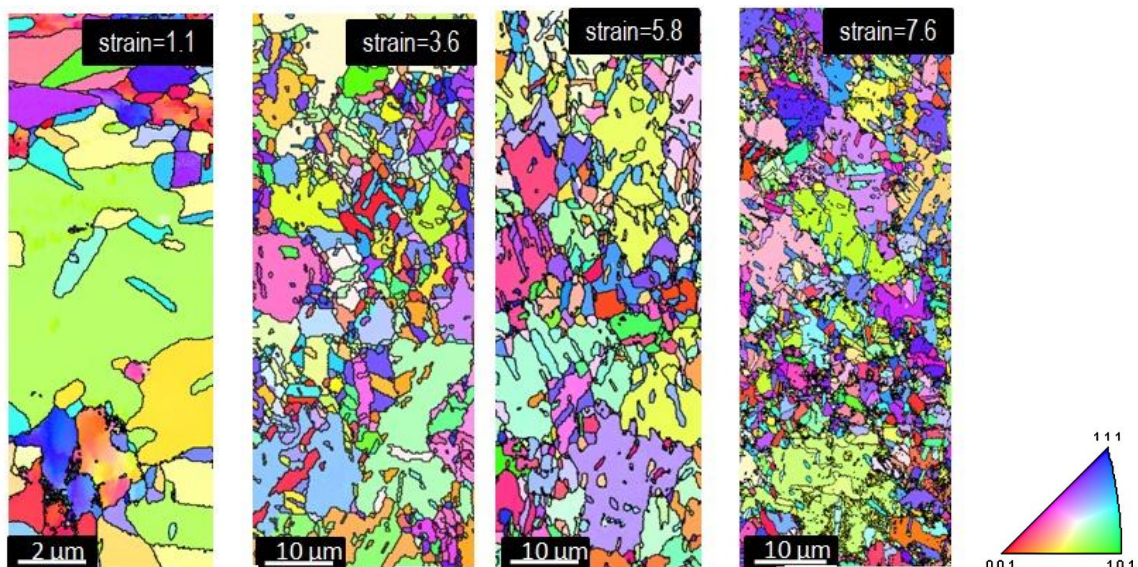 strain=1.1
strain=3.6
strain=5.8
strain=7.6
1 1 1
2 µm
10 µm
10 µm
10 µm
0 0 1
1 0 1